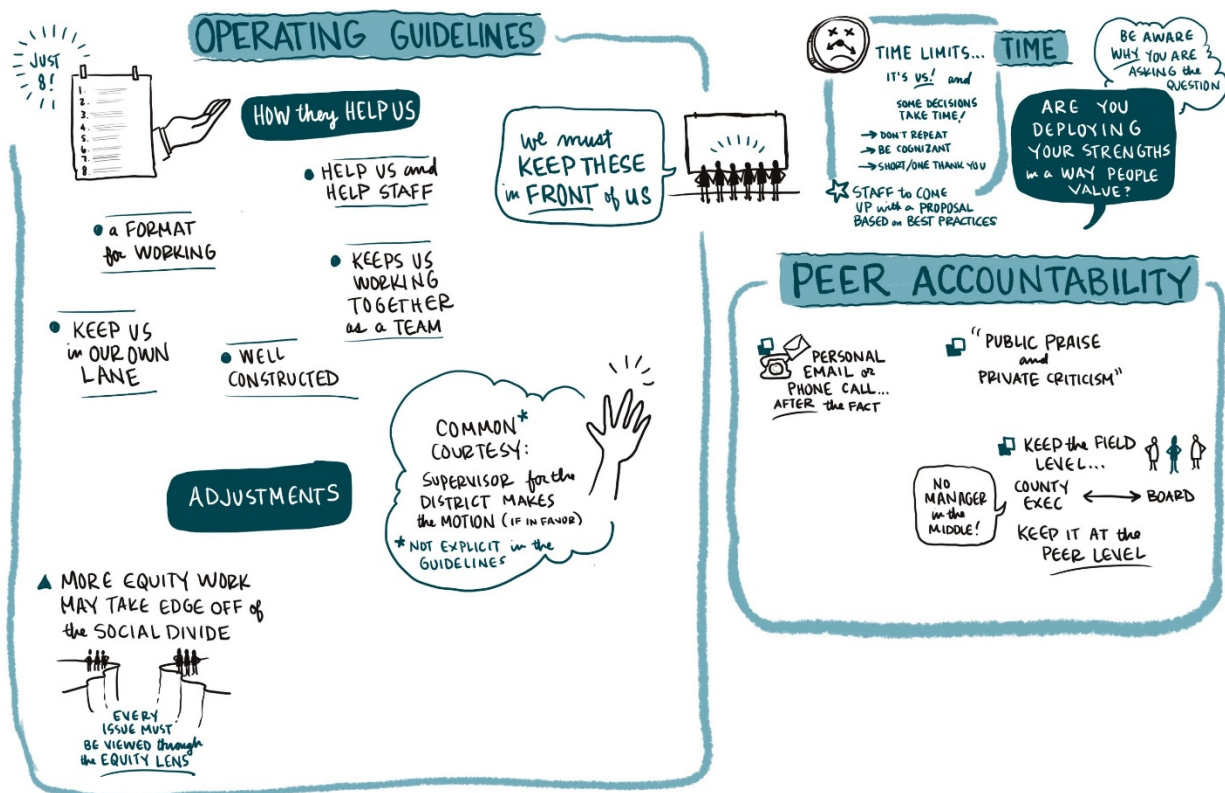 OPERATING GUIDELINES
JUST
8!
1.
2.
3.
4.
5.
6.
7.
8.
HOW they HELP US
HELP US and
HELP STAFF
a FORMAT
for WORKING
KEEPS US
WORKING
TOGETHER
as a TEAM
KEEP US
in OUR OWN
LANE
WELL
CONSTRUCTED
we must
KEEP THESE
in FRONT of US
COMMON*
COURTESY:
SUPERVISOR for the
DISTRICT MAKES
the MOTION (IF IN FAVOR)
*NOT EXPLICIT in the
GUIDELINES
ADJUSTMENTS
MORE EQUITY WORK
MAY TAKE EDGE OFF of
the SOCIAL DIVIDE
EVERY
ISSUE MUST
BE VIEWED through
the EQUITY LENS
TIME
TIME LIMITS...
IT'S US! and
SOME DECISIONS
TAKE TIME!
→ DON'T REPEAT
→ BE COGNIZANT
→ SHORT/ONE THANK YOU
STAFF to COME
UP with a PROPOSAL
BASED on BEST PRACTICES
BE AWARE
WHY YOU ARE
ASKING the
QUESTION
ARE YOU
DEPLOYING
YOUR STRENGTHS
in a WAY PEOPLE
VALUE?
PEER ACCOUNTABILITY
PERSONAL
EMAIL or
PHONE CALL...
AFTER the FACT
"PUBLIC PRAISE
and
PRIVATE CRITICISM"
KEEP the FIELD
LEVEL...
NO
MANAGER
in the
MIDDLE!
COUNTY
EXEC
BOARD
KEEP IT AT the
PEER LEVEL